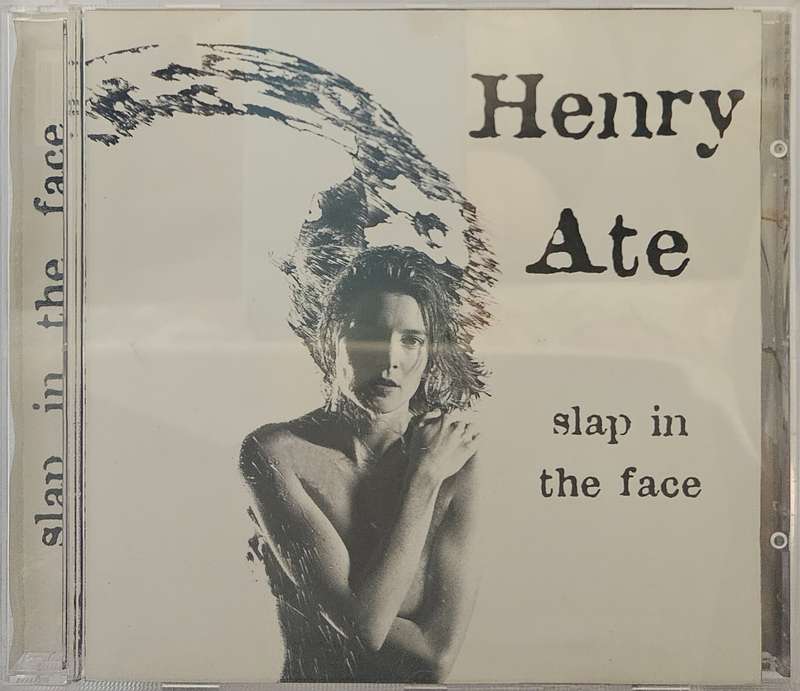 slap in the face
Henry
Ate
slap in
the face